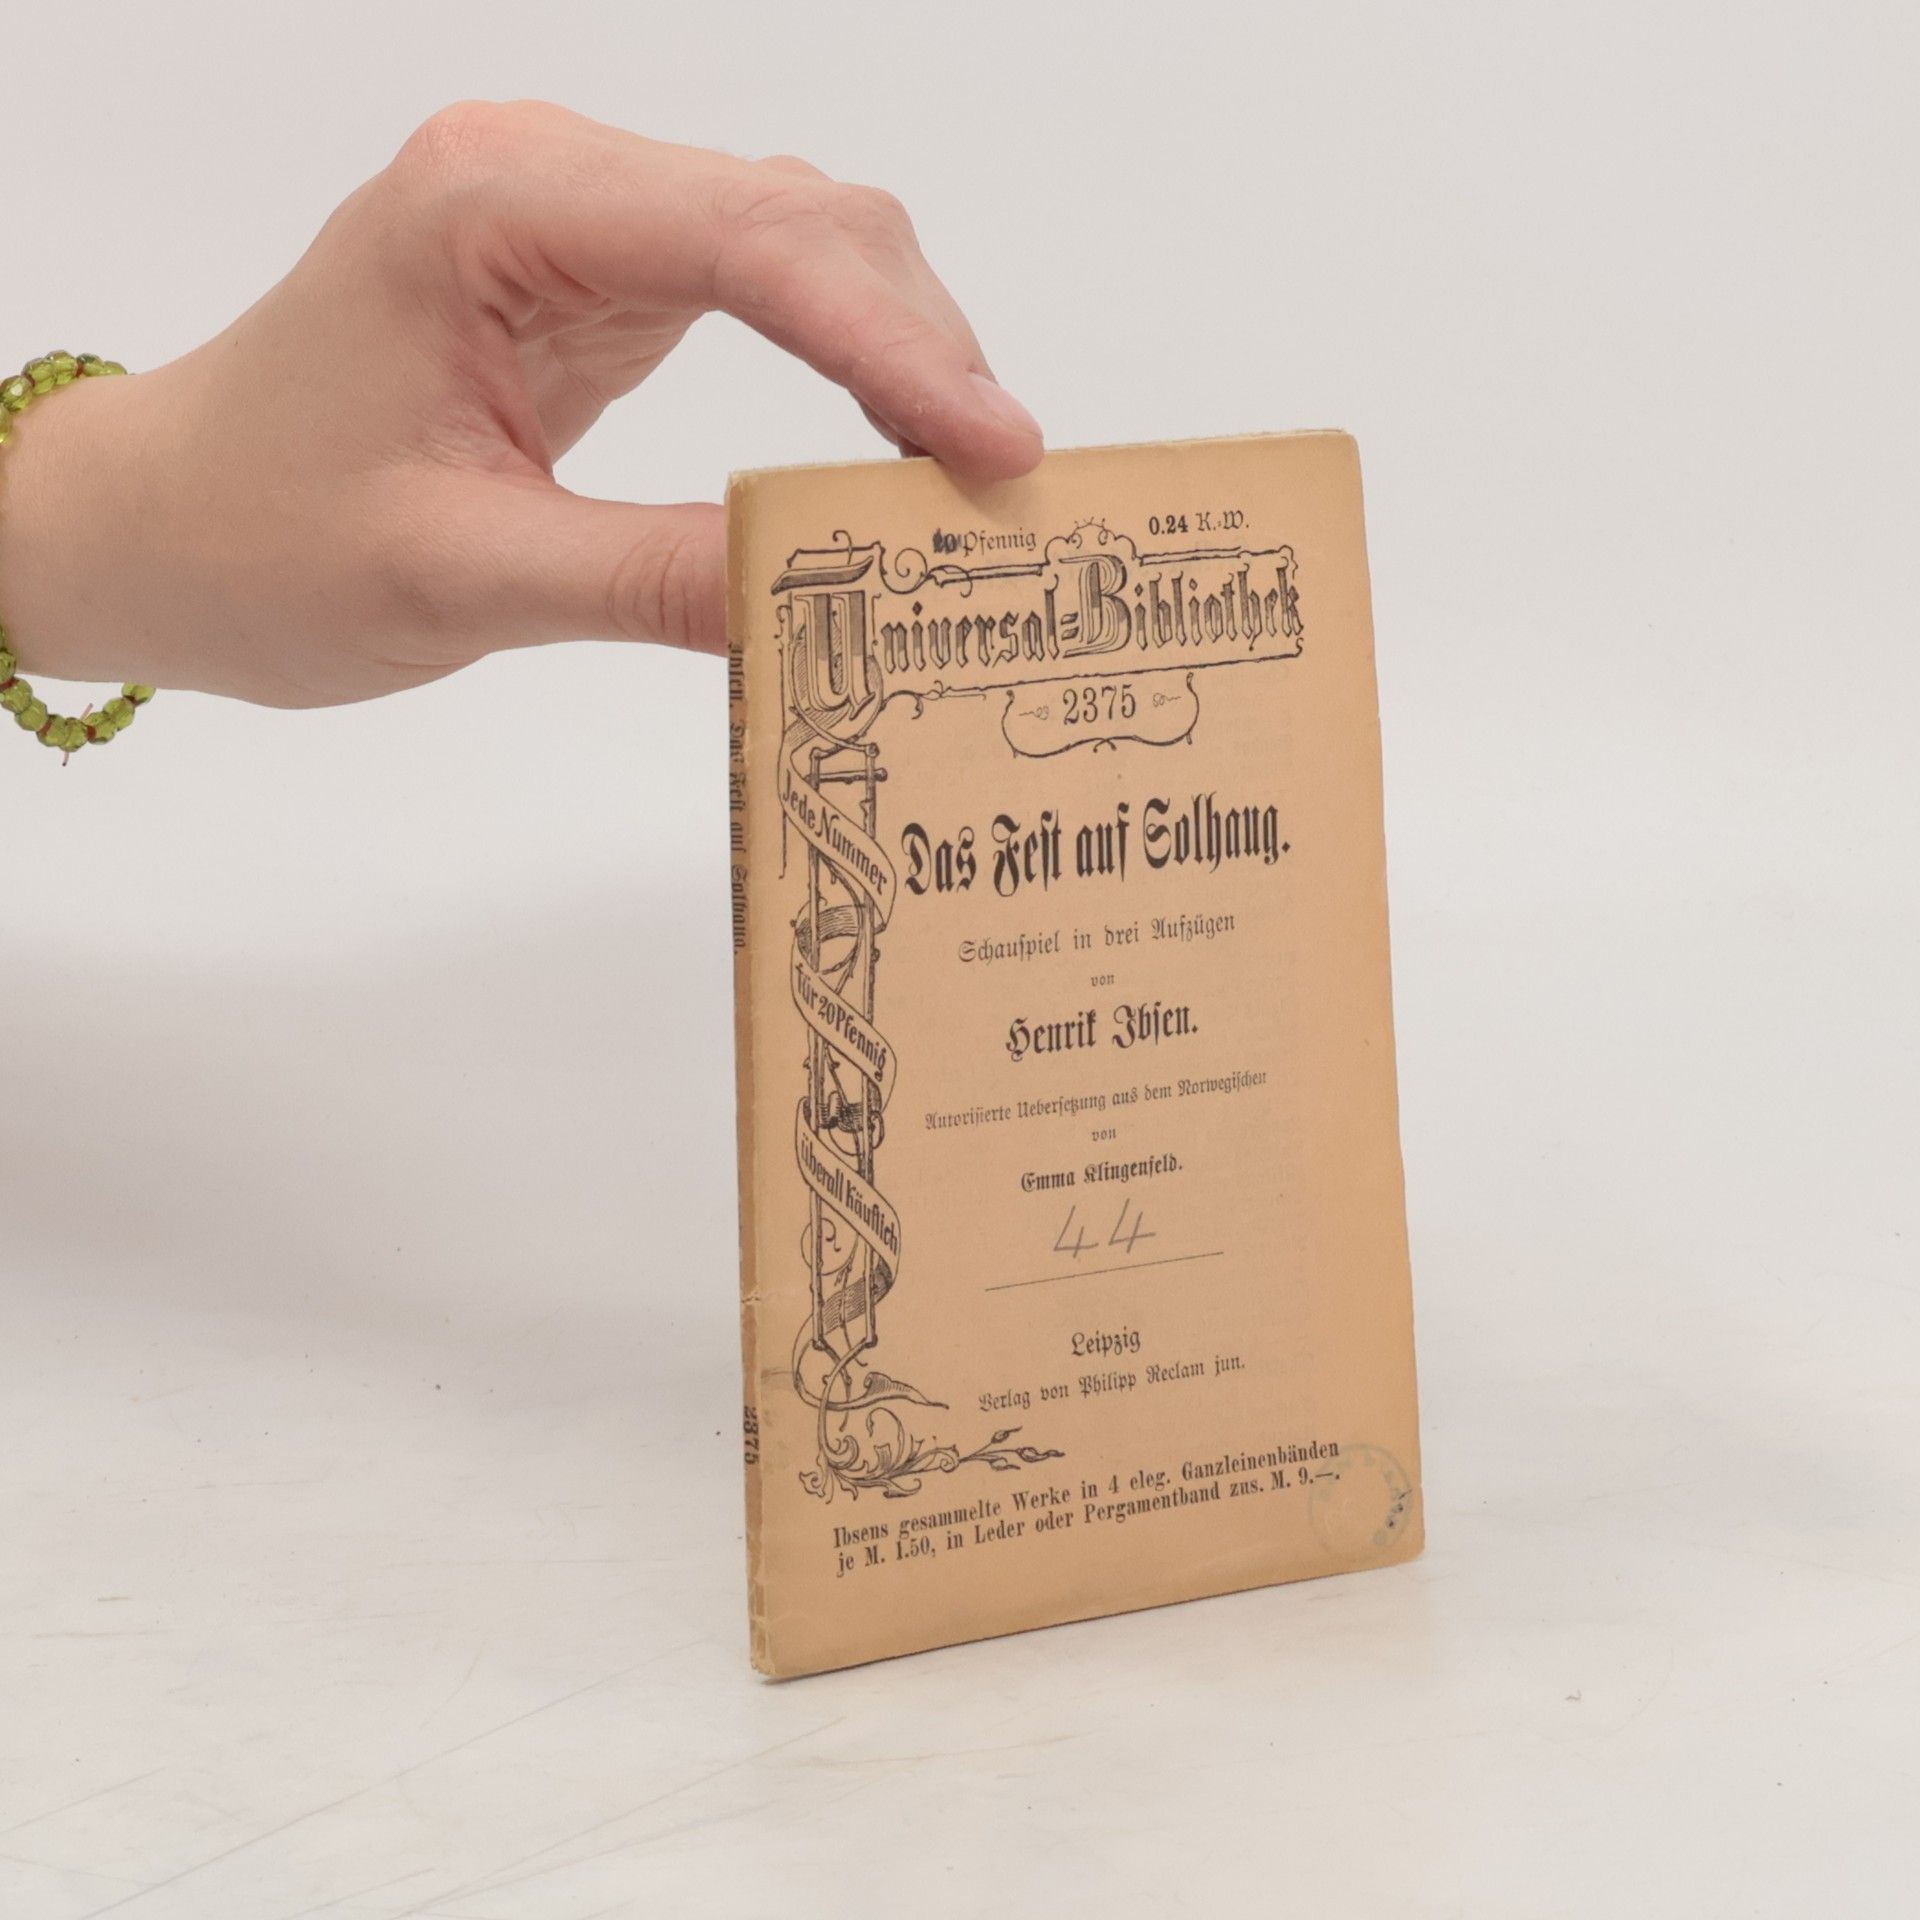 20 Pfennig
0.24 K.-W.
Universal-Bibliothek
2375
Jede Nummer
für 20 Pfennig
überall käuflich
Das Fest auf Solhaug.
Schauspiel in drei Aufzügen
von
Henrik Ibsen.
Autorisierte Uebersetzung aus dem Norwegischen
von
Emma Klingenfeld.
44
Leipzig
Verlag von Philipp Reclam jun.
Ibsens gesammelte Werke in 4 eleg. Ganzleinenbänden
je M. 1.50, in Leder oder Pergamentband zus. M. 9.—.
Ibsen, Das Fest auf Solhaug.
2375